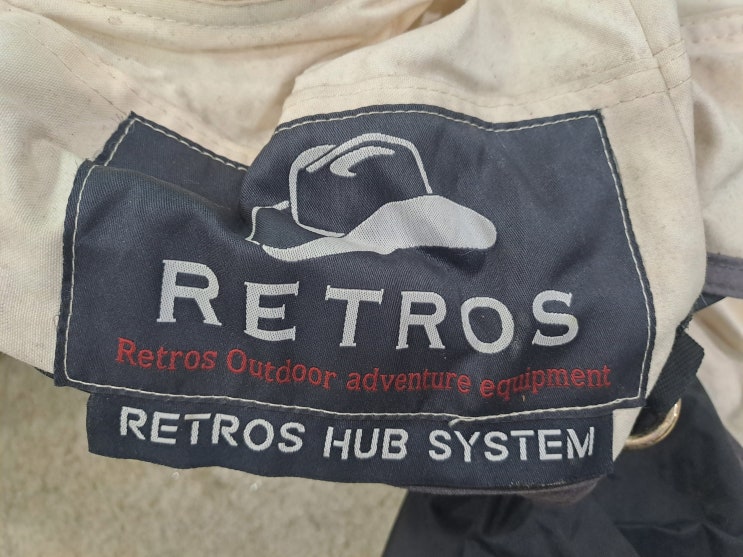 RETROS
Retros Outdoor adventure equipment
RETROS HUB SYSTEM